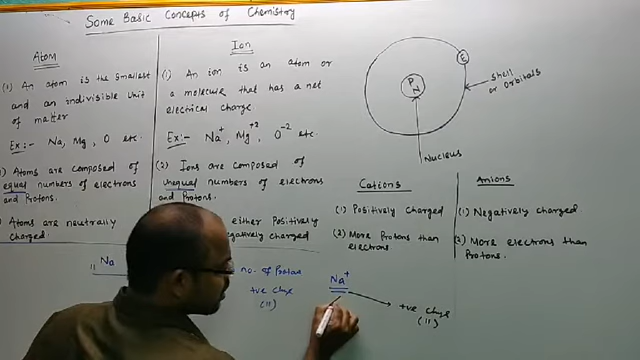 Some Basic Concepts of Chemistry
Atom
(1) An atom is the smallest
and an indivisible unit
of matter
Ex:- Na, Mg, O etc.
Atoms are composed of
equal numbers of electrons
and Protons.
Atoms are neutrally
charged.
Ion
(1) An ion is an atom or
a molecule that has a net
electrical charge.
Ex:- Na+, Mg+2, O-2 etc.
(2) Ions are composed of
unequal numbers of electrons
and Protons.
either Positively
negatively charged
P
N
E
shell
or orbitals
Nucleus
Cations
(1) Positively Charged
(2) More Protons than
electrons
Anions
(1) Negatively charged
(2) More electrons than
Protons.
11 Na
no. of Protons
+ve
(11)
Na+
+ve
(11)